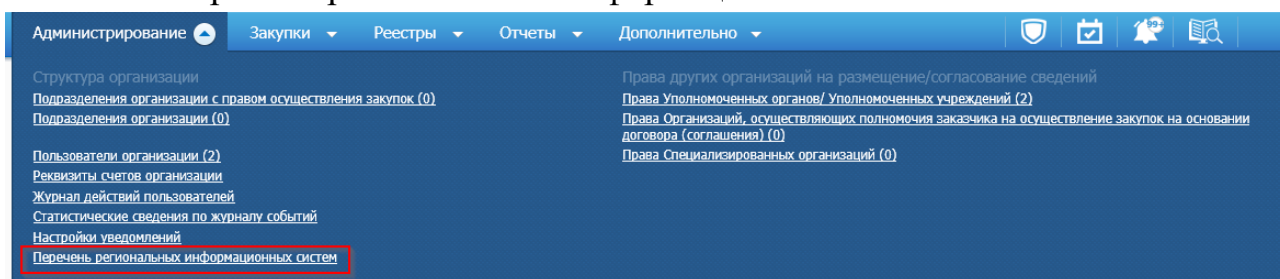 Администрирование Закупки Реестры Отчеты Дополнительно 99+
Структура организации
Подразделения организации с правом осуществления закупок (0)
Подразделения организации (0)
Пользователи организации (2)
Реквизиты счетов организации
Журнал действий пользователей
Статистические сведения по журналу событий
Настройки уведомлений
Перечень региональных информационных систем
Права других организаций на размещение/согласование сведений
Права Уполномоченных органов/ Уполномоченных учреждений (2)
Права Организаций, осуществляющих полномочия заказчика на осуществление закупок на основании
договора (соглашения) (0)
Права Специализированных организаций (0)